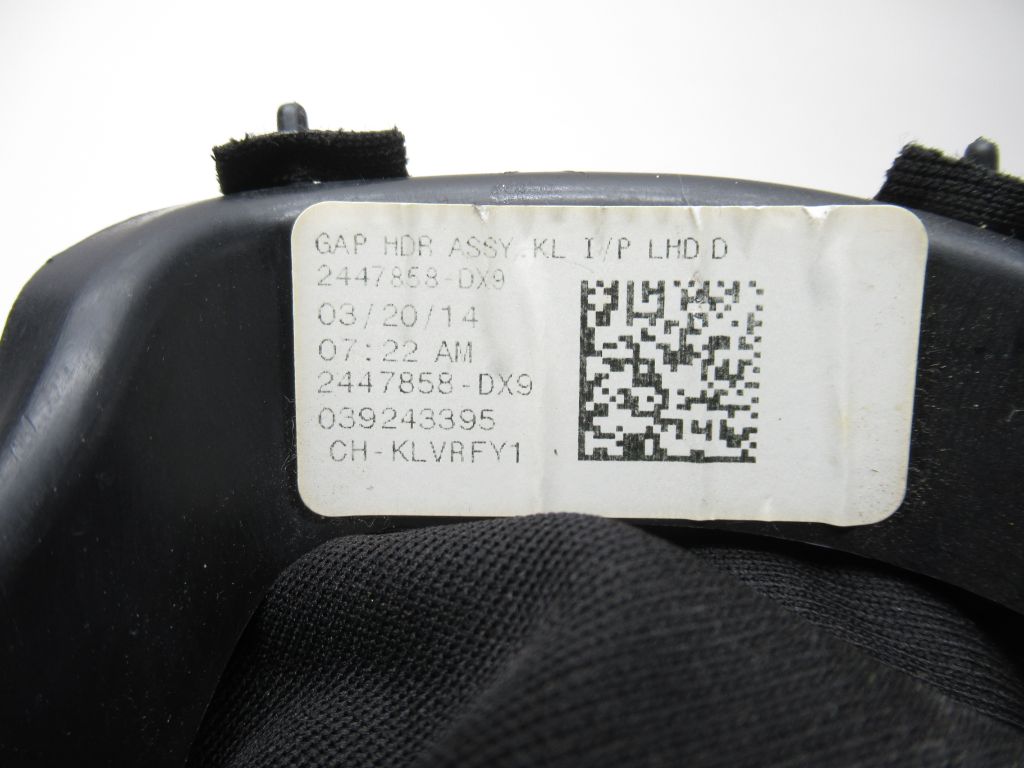 GAP HDR ASSY.KL I/P LHD D
2447858-DX9
03/20/14
07:22 AM
2447858-DX9
039243395
CH-KLVRFY1